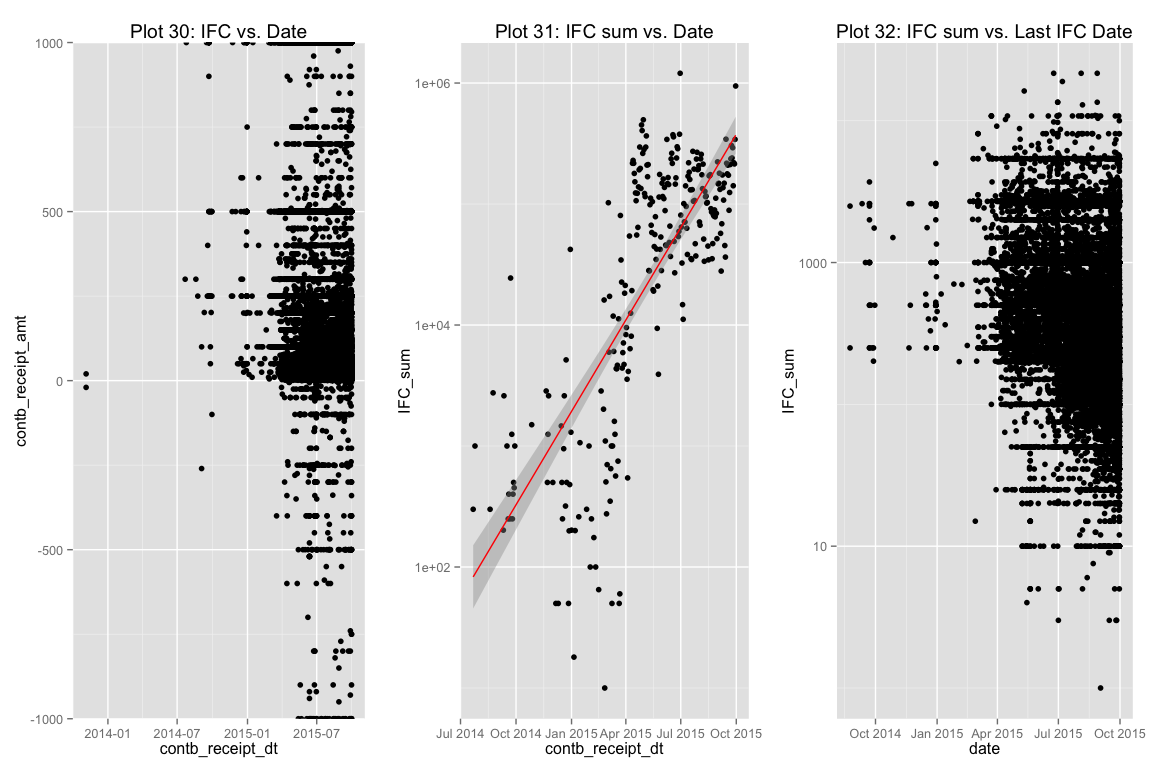 Plot 30: IFC vs. Date
1000
500
0
-500
-1000
contb_receipt_amt
2014-01 2014-07 2015-01 2015-07
contb_receipt_dt
Plot 31: IFC sum vs. Date
1e+06
1e+04
1e+02
IFC_sum
Jul 2014 Oct 2014 Jan 2015 Apr 2015 Jul 2015 Oct 2015
contb_receipt_dt
Plot 32: IFC sum vs. Last IFC Date
1000
10
IFC_sum
Oct 2014 Jan 2015 Apr 2015 Jul 2015 Oct 2015
date